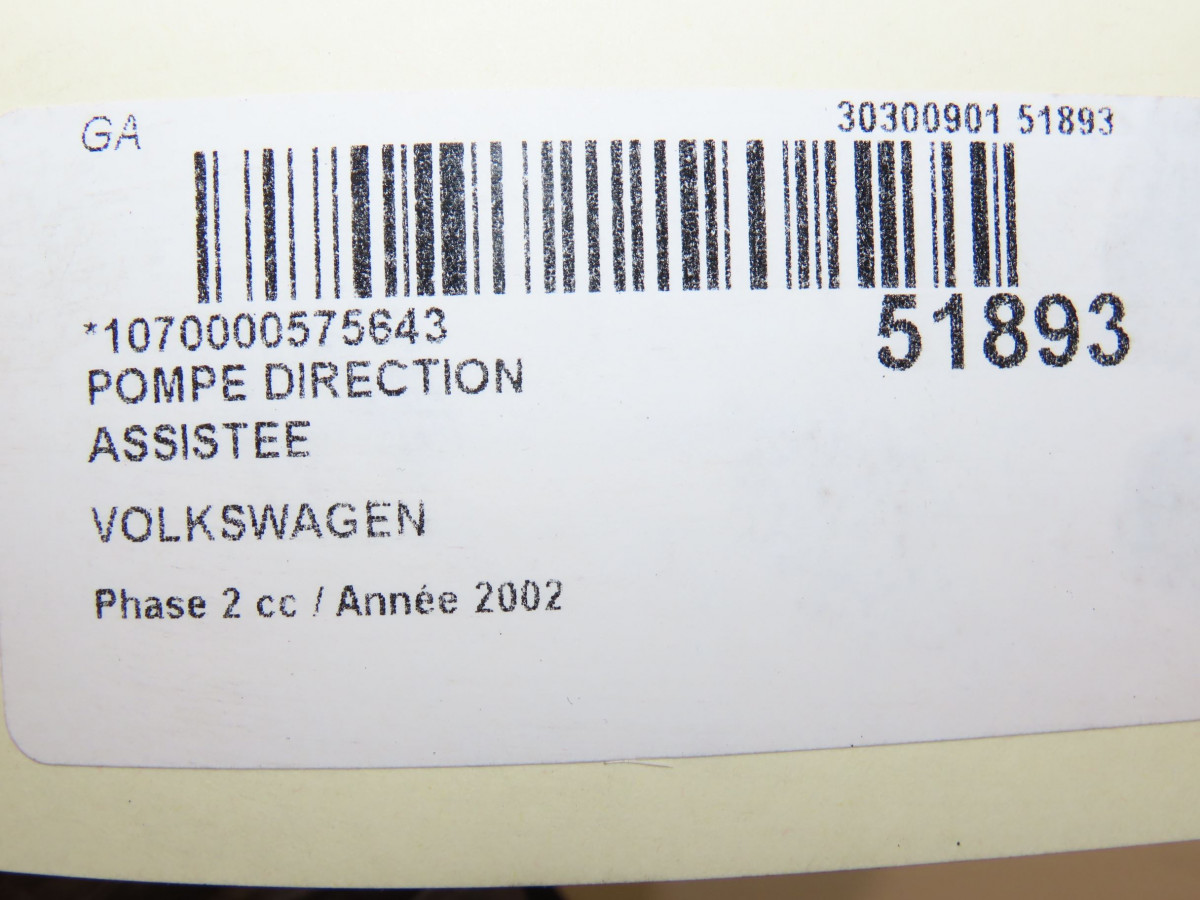 GA
30300901 51893
*1070000575643
51893
POMPE DIRECTION
ASSISTEE
VOLKSWAGEN
Phase 2 cc / Année 2002